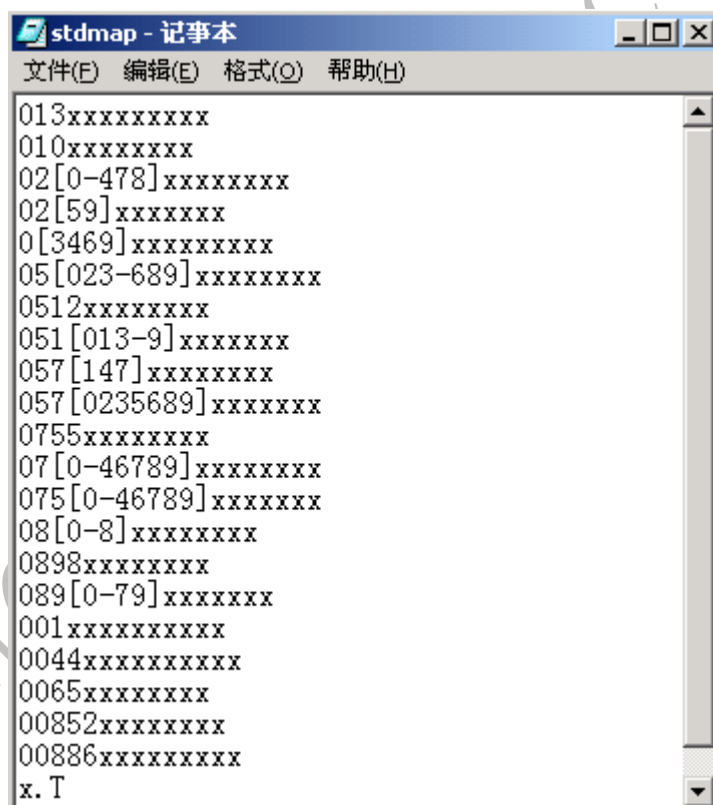 stdmap - 记事本
文件(F) 编辑(E) 格式(O) 帮助(H)
013xxxxxxxxx
010xxxxxxxx
02[0-478]xxxxxxxx
02[59]xxxxxxx
0[3469]xxxxxxxxx
05[023-689]xxxxxxxx
0512xxxxxxxx
051[013-9]xxxxxxx
057[147]xxxxxxxx
057[0235689]xxxxxxx
0755xxxxxxxx
07[0-46789]xxxxxxxx
075[0-46789]xxxxxxx
08[0-8]xxxxxxxx
0898xxxxxxxx
089[0-79]xxxxxxx
001xxxxxxxxxx
0044xxxxxxxxxx
0065xxxxxxxx
00852xxxxxxxx
00886xxxxxxxxx
x.T